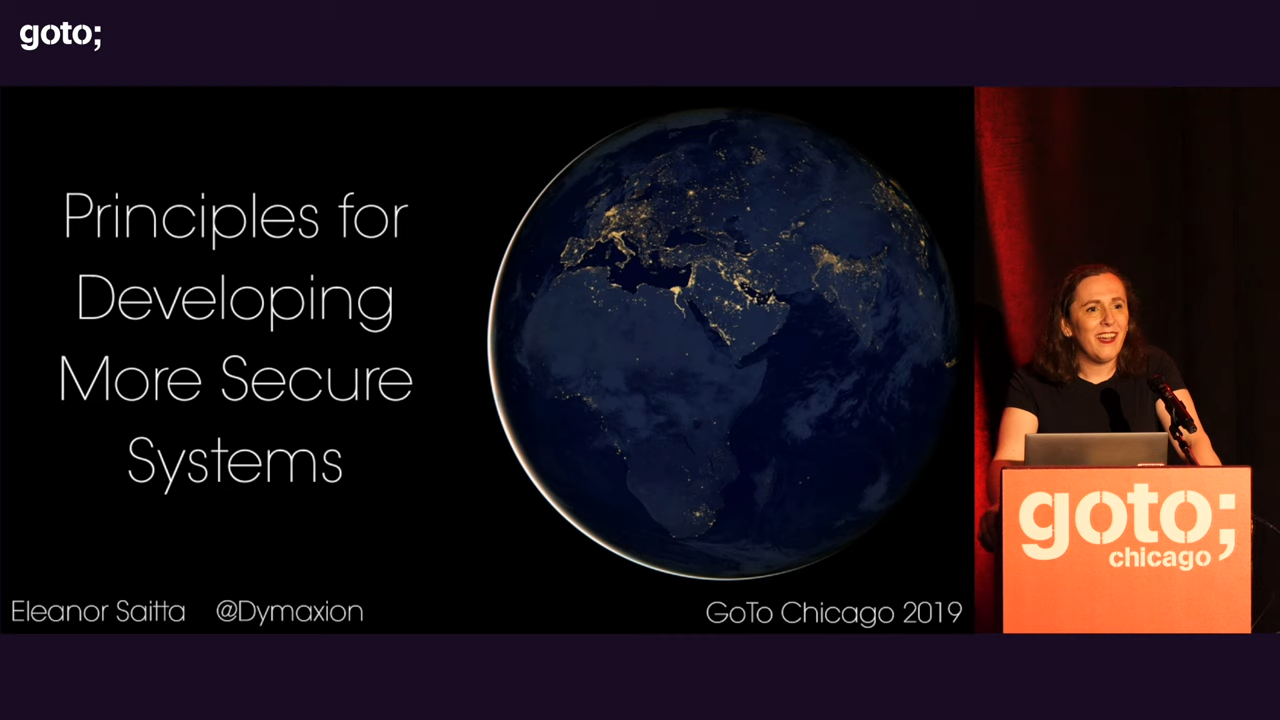 goto;
Principles for
Developing
More Secure
Systems
Eleanor Saitta @Dymaxion
GoTo Chicago 2019
goto;
chicago